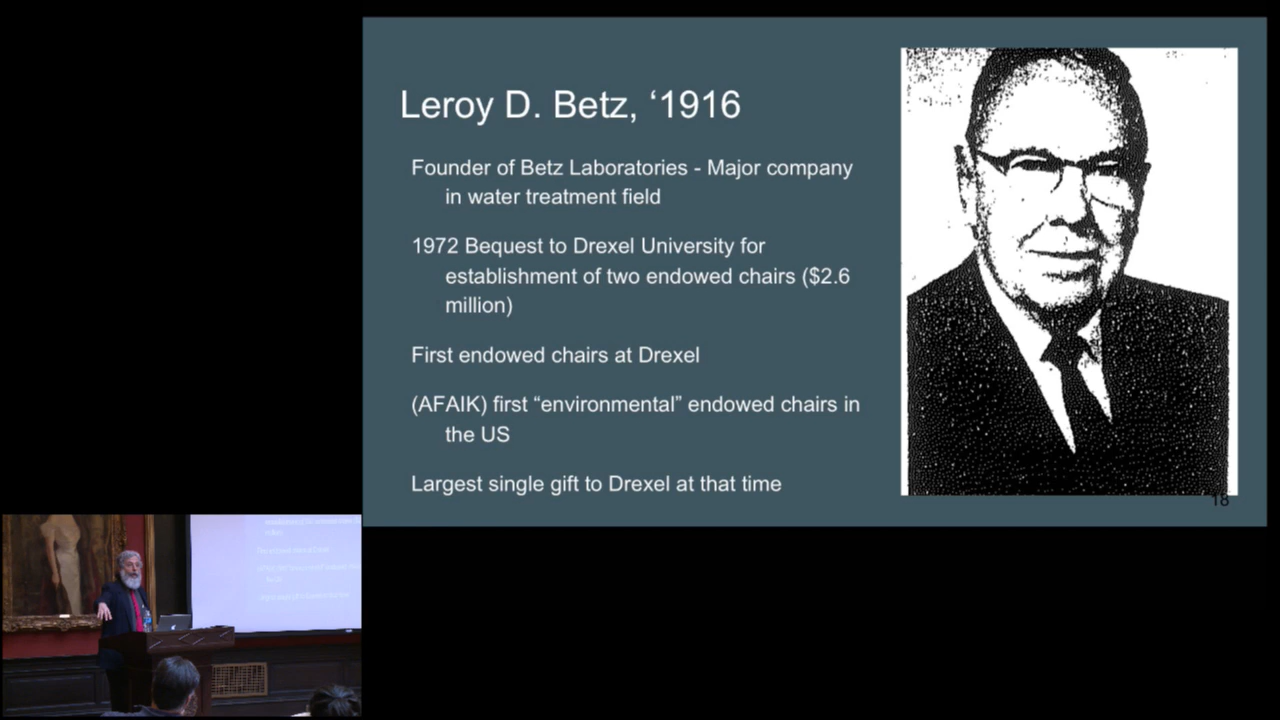 Leroy D. Betz, ‘1916
Founder of Betz Laboratories - Major company
in water treatment field
1972 Bequest to Drexel University for
establishment of two endowed chairs ($2.6
million)
First endowed chairs at Drexel
(AFAIK) first “environmental” endowed chairs in
the US
Largest single gift to Drexel at that time
18